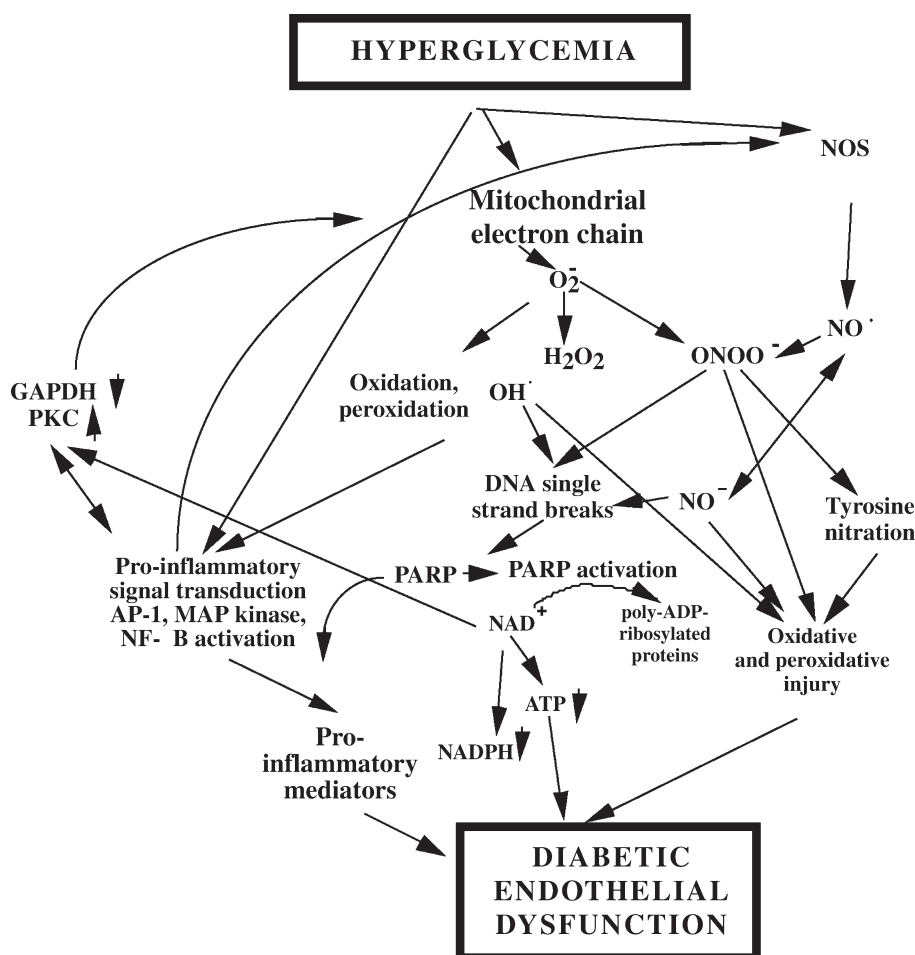 HYPERGLYCEMIA
NOS
Mitochondrial
electron chain
O2-
NO·
H2O2
ONOO-
GAPDH
PKC
Oxidation,
peroxidation
OH·
DNA single
strand breaks
NO-
Tyrosine
nitration
Pro-inflammatory
signal transduction
AP-1, MAP kinase,
NF- B activation
PARP
PARP activation
NAD+
poly-ADP-
ribosylated
proteins
Oxidative
and peroxidative
injury
ATP
NADPH
Pro-
inflammatory
mediators
DIABETIC
ENDOTHELIAL
DYSFUNCTION